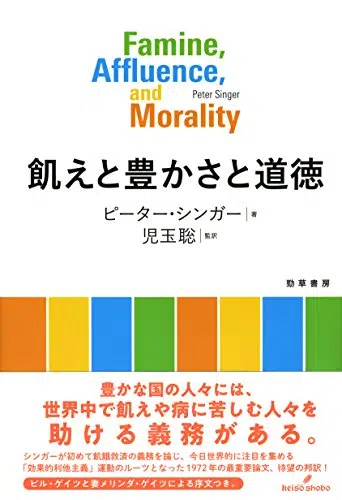 Famine,
Affluence,
and Peter Singer
Morality
飢えと豊かさと道徳
ピーター・シンガー|著
児玉聡|監訳
勁草書房
豊かな国の人々には、
世界中で飢えや病に苦しむ人々を
助ける義務がある。
シンガーが初めて飢餓救済の義務を論じ、今日世界的に注目を集める
「効果的利他主義」運動のルーツとなった1972年の最重要論文、待望の邦訳!
ビル・ゲイツと妻メリンダ・ゲイツによる序文つき。
keiso shobo